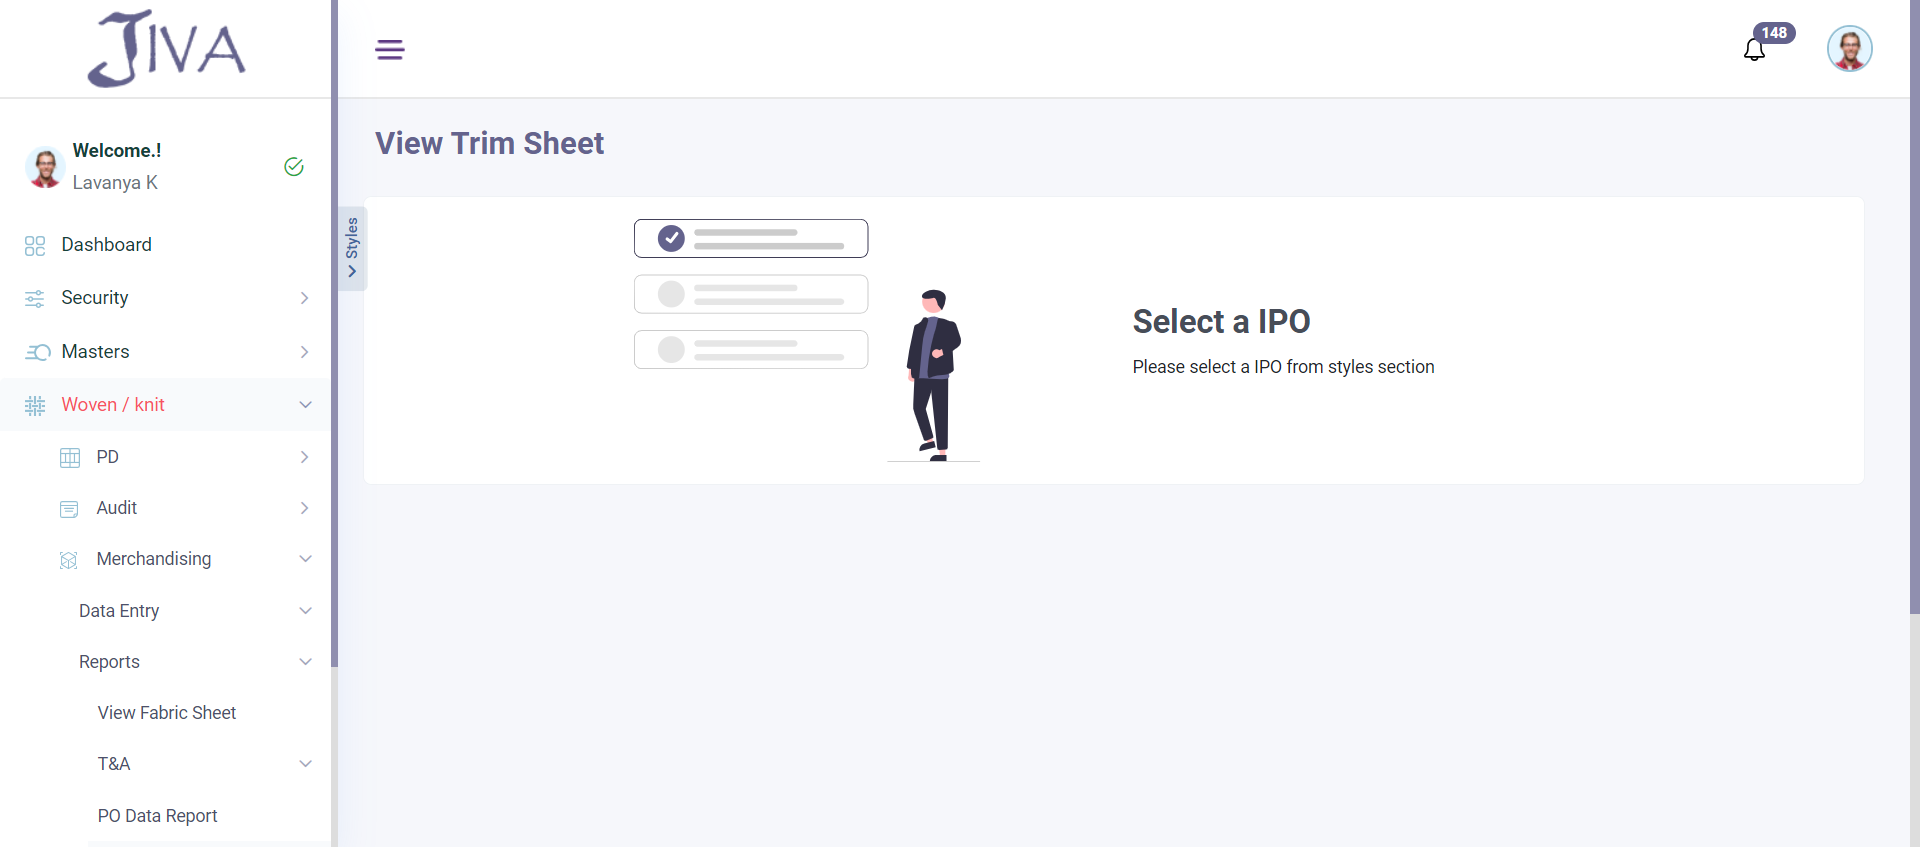 JIVA
148
Welcome.!
Lavanya K
Dashboard
Security
Masters
Woven / knit
PD
Audit
Merchandising
Data Entry
Reports
View Fabric Sheet
T&A
PO Data Report
Styles
View Trim Sheet
Select a IPO
Please select a IPO from styles section